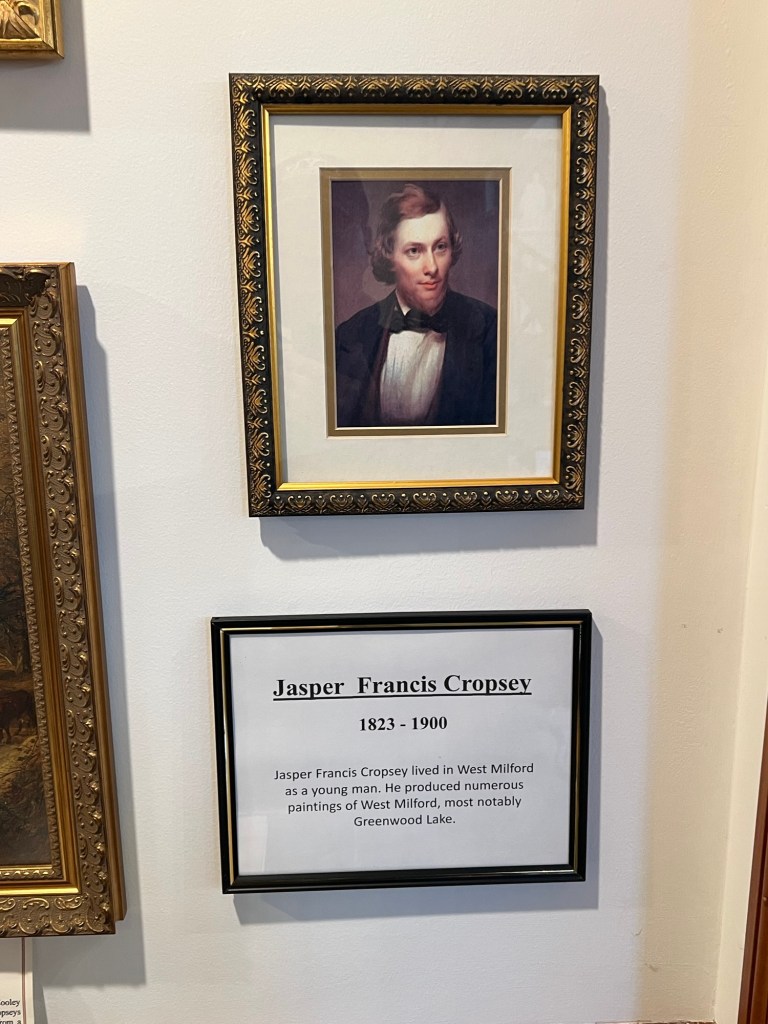 Jasper Francis Cropsey
1823 - 1900
Jasper Francis Cropsey lived in West Milford
as a young man. He produced numerous
paintings of West Milford, most notably
Greenwood Lake.